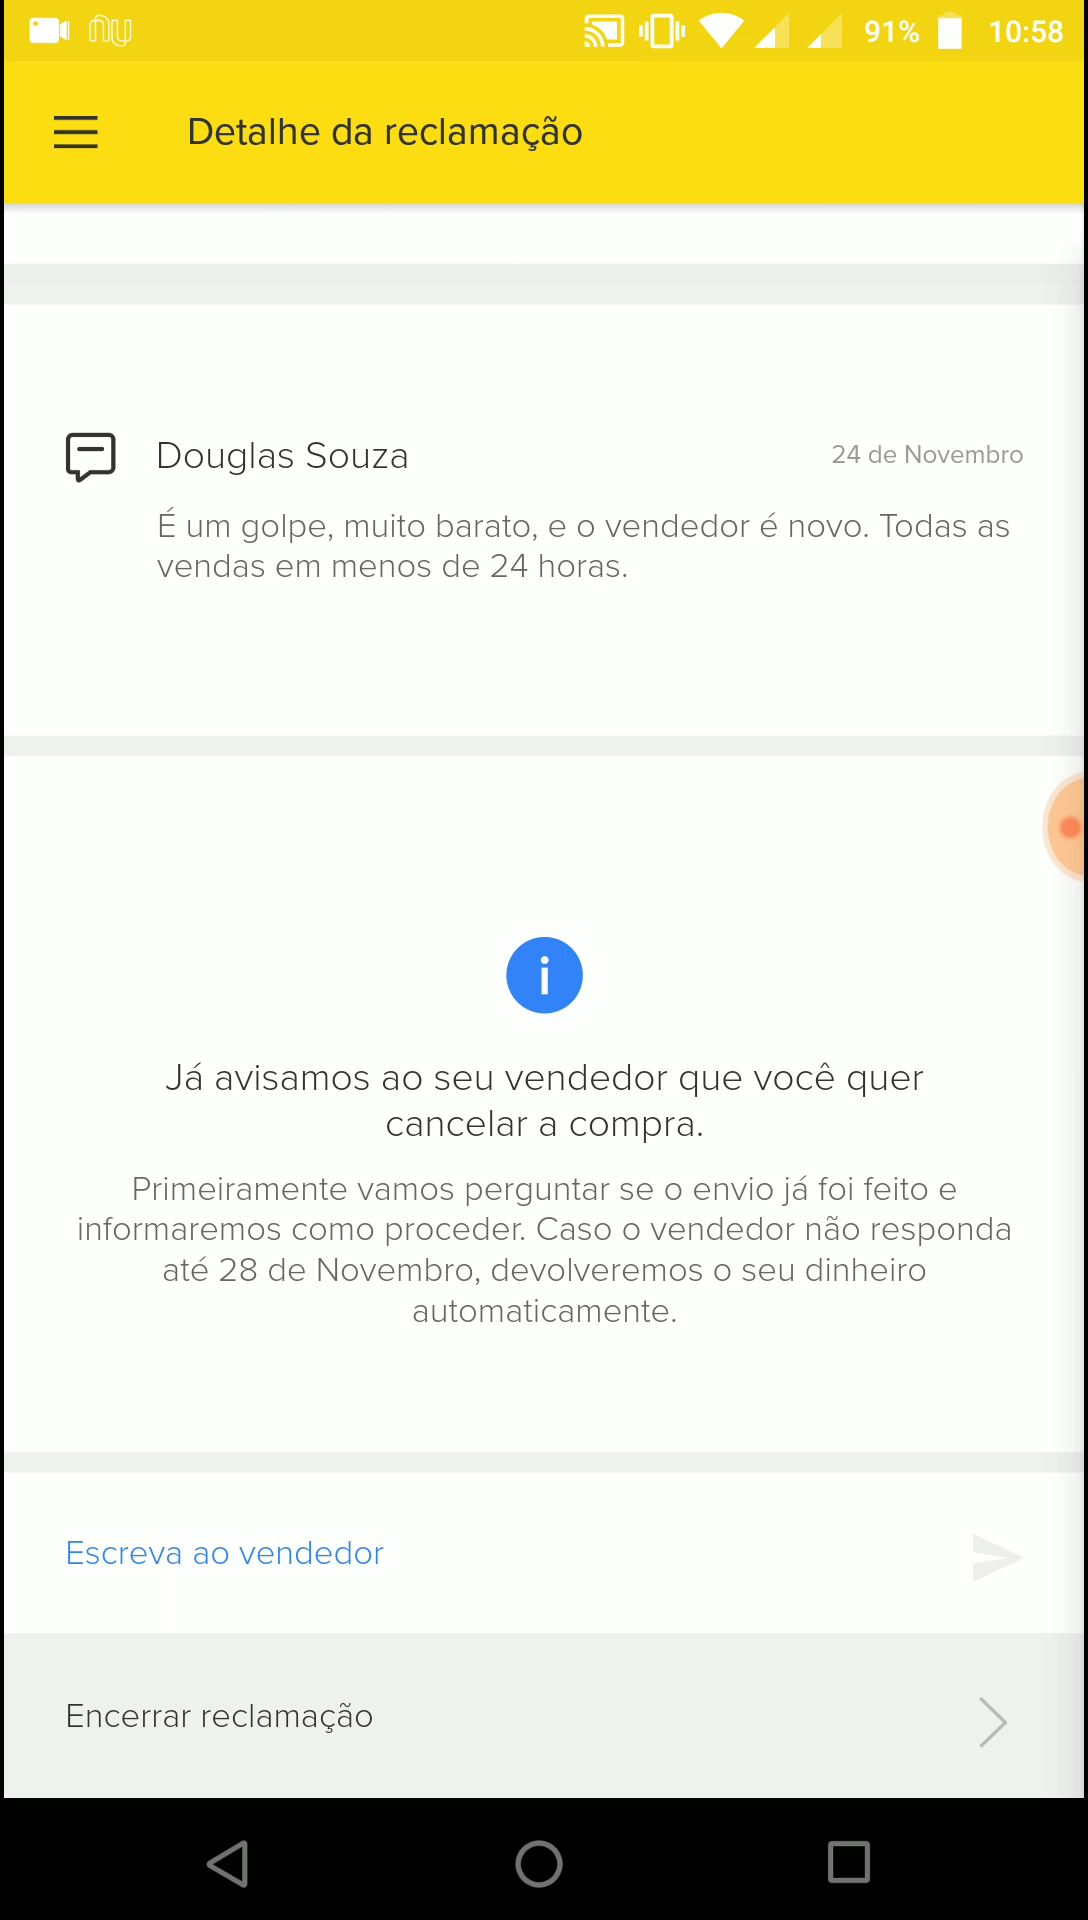 91%
10:58
Detalhe da reclamação
Douglas Souza
24 de Novembro
É um golpe, muito barato, e o vendedor é novo. Todas as
vendas em menos de 24 horas.
Já avisamos ao seu vendedor que você quer
cancelar a compra.
Primeiramente vamos perguntar se o envio já foi feito e
informaremos como proceder. Caso o vendedor não responda
até 28 de Novembro, devolveremos o seu dinheiro
automaticamente.
Escreva ao vendedor
Encerrar reclamação